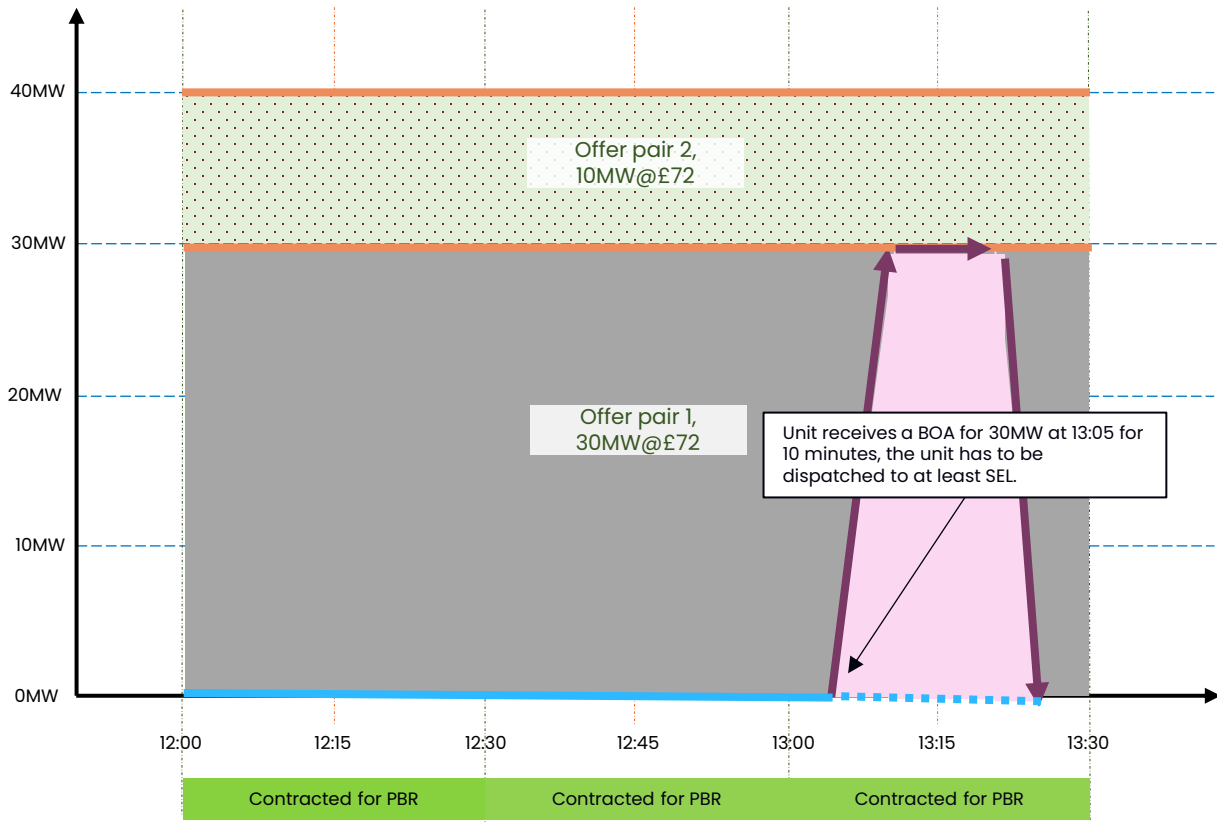 40MW
Offer pair 2,
10MW@£72
30MW
20MW
Offer pair 1,
30MW@£72
Unit receives a BOA for 30MW at 13:05 for
10 minutes, the unit has to be
dispatched to at least SEL.
10MW
0MW
12:00 12:15 12:30 12:45 13:00 13:15 13:30
Contracted for PBR Contracted for PBR Contracted for PBR